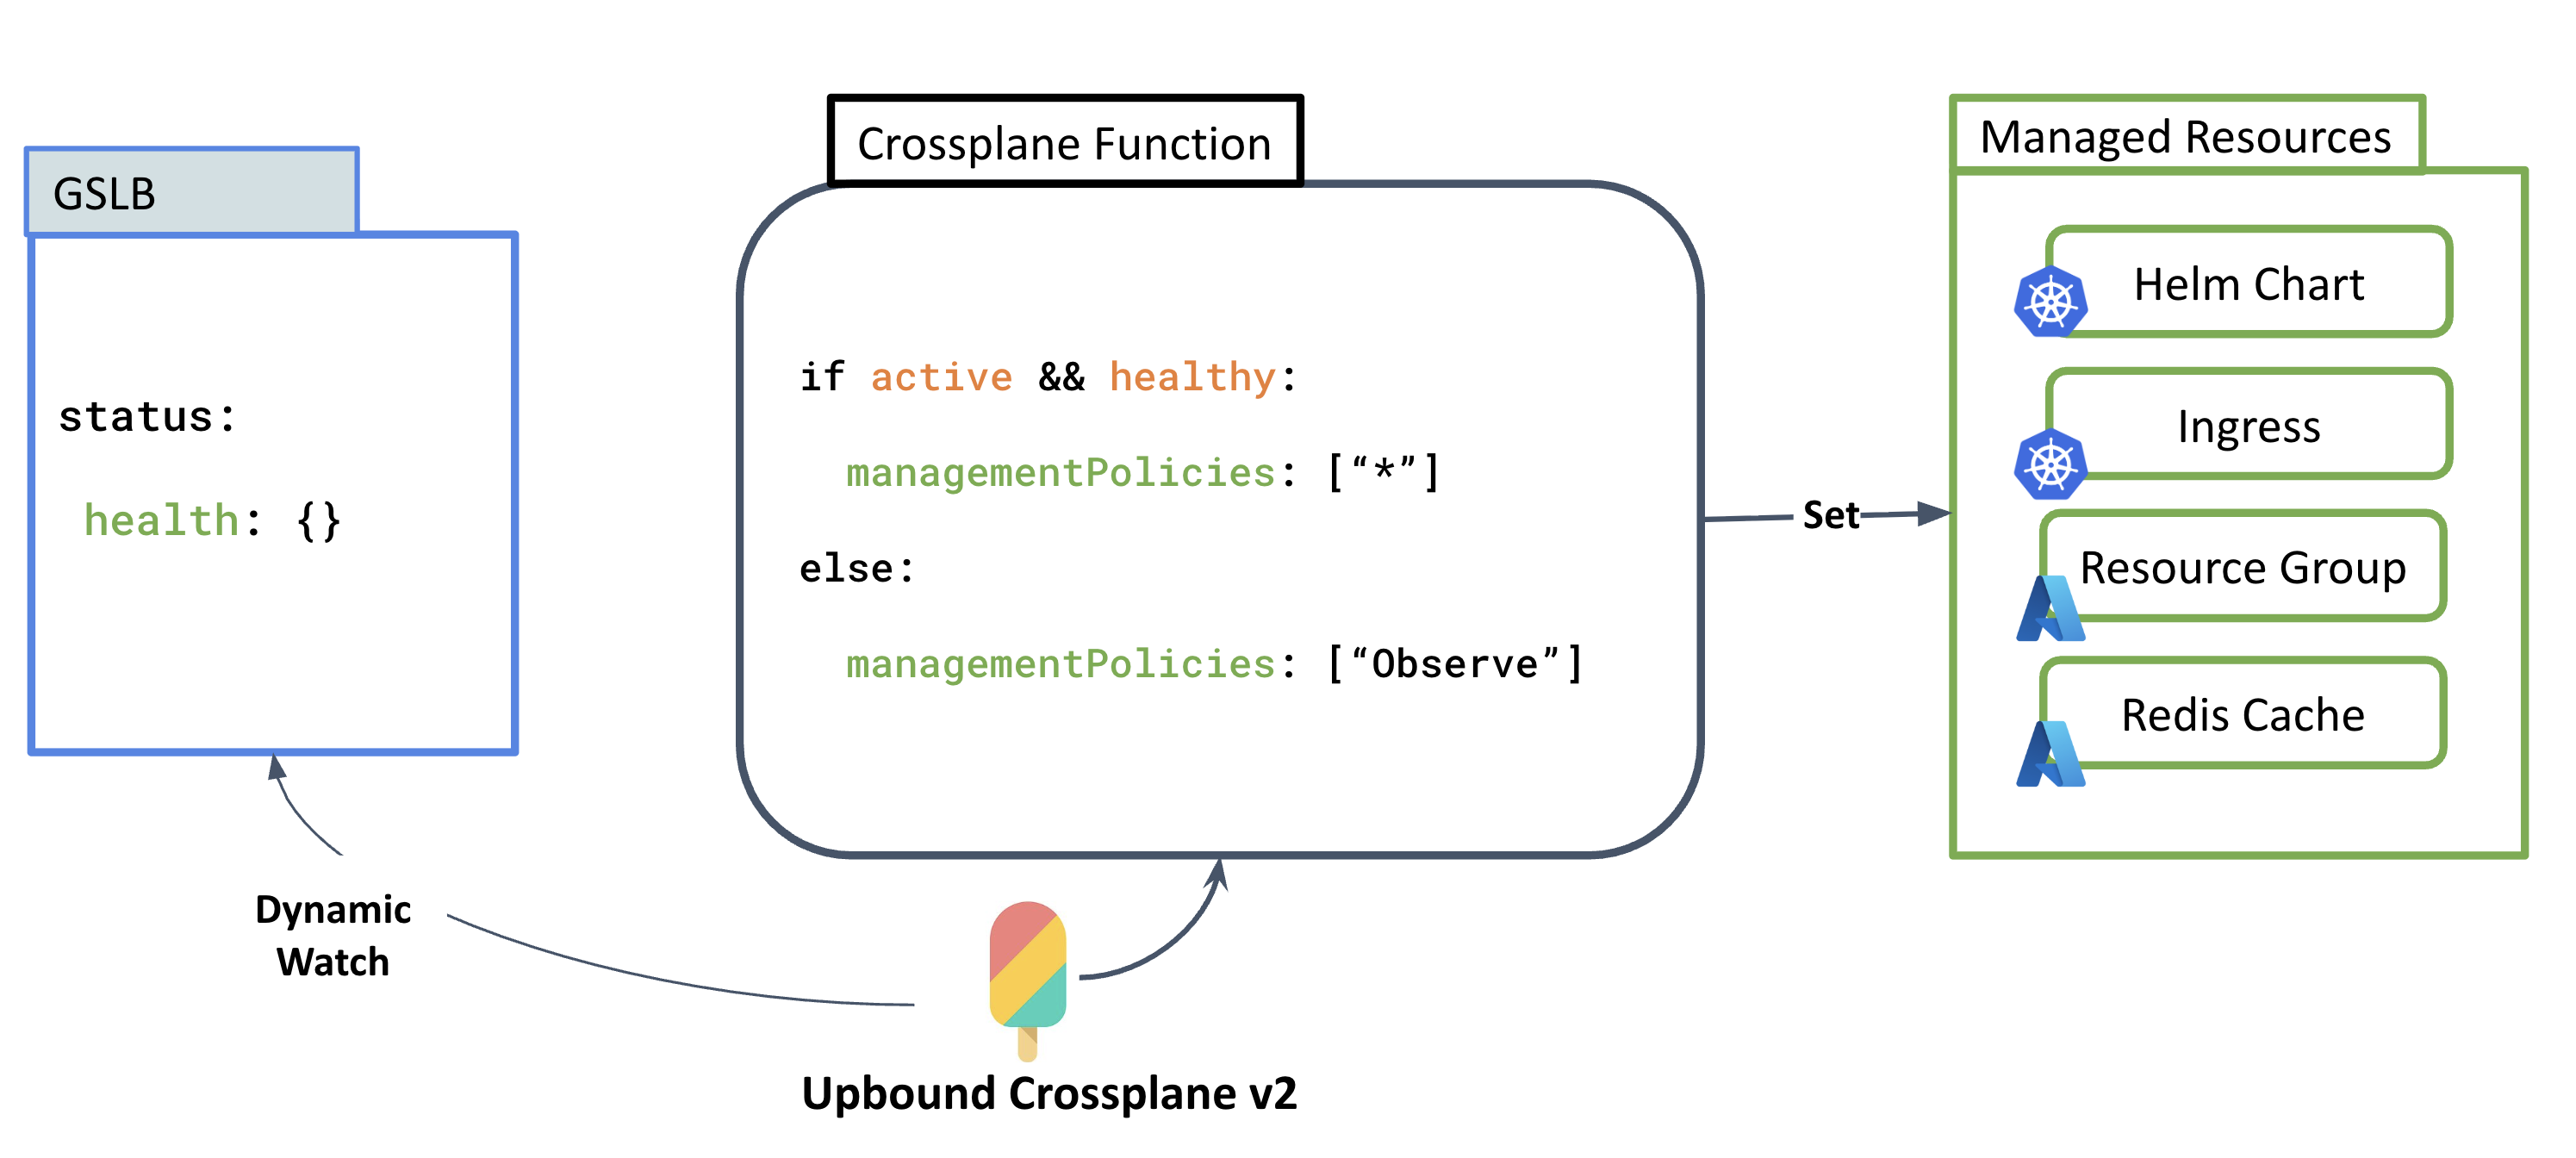 GSLB
status:
health: {}
Crossplane Function
if active && healthy:
managementPolicies: [“*”]
else:
managementPolicies: [“Observe”]
Set
Managed Resources
Helm Chart
Ingress
Resource Group
Redis Cache
Dynamic
Watch
Upbound Crossplane v2